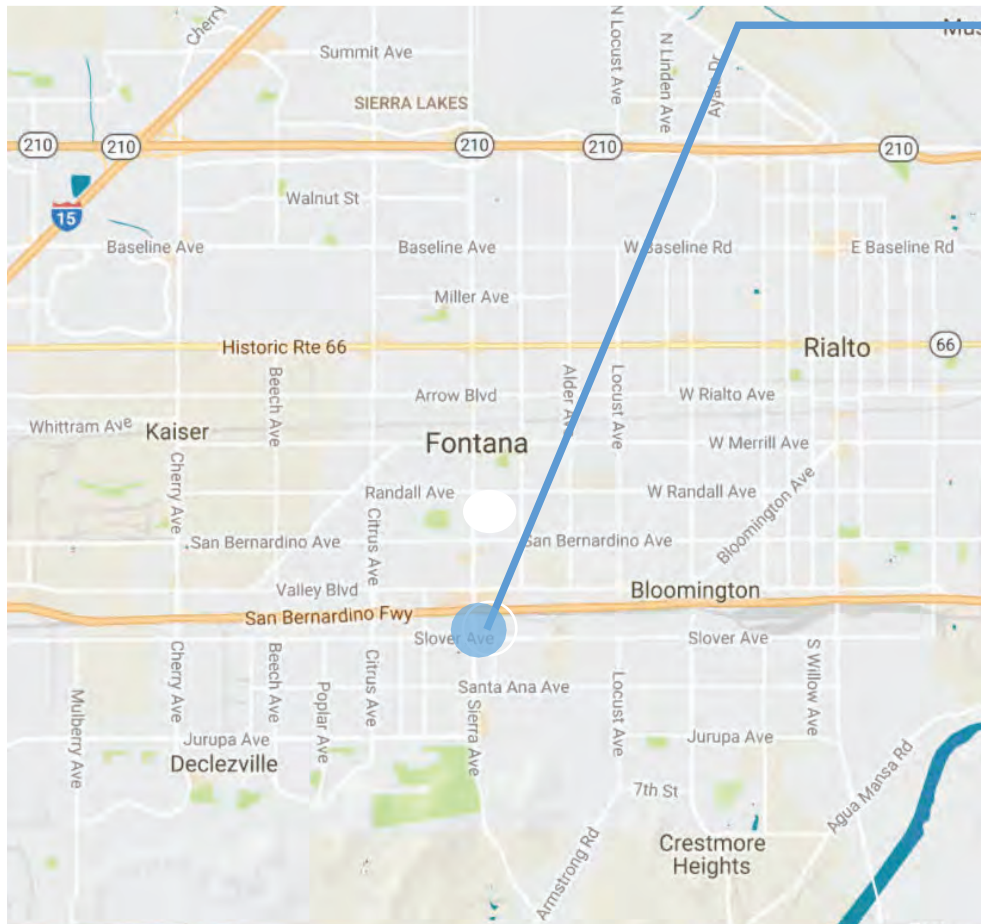 Cherry
Summit Ave
N Locust Ave
N Linden Ave
Ayala Dr
Mus
SIERRA LAKES
210
210
210
210
210
Walnut St
15
Baseline Ave
Baseline Ave
W Baseline Rd
E Baseline Rd
Miller Ave
Historic Rte 66
Rialto
66
Beech Ave
Arrow Blvd
Alder Ave
Locust Ave
W Rialto Ave
Whittram Ave
Kaiser
Fontana
W Merrill Ave
Cherry Ave
Randall Ave
W Randall Ave
Bloomington Ave
Citrus Ave
San Bernardino Ave
San Bernardino Ave
Valley Blvd
Bloomington
San Bernardino Fwy
Slover Ave
Slover Ave
Cherry Ave
Beech Ave
Citrus Ave
Poplar Ave
Mulberry Ave
Santa Ana Ave
Sierra Ave
Locust Ave
S Willow Ave
Jurupa Ave
Jurupa Ave
Declezville
7th St
Agua Mansa Rd
Armstrong Rd
Crestmore
Heights